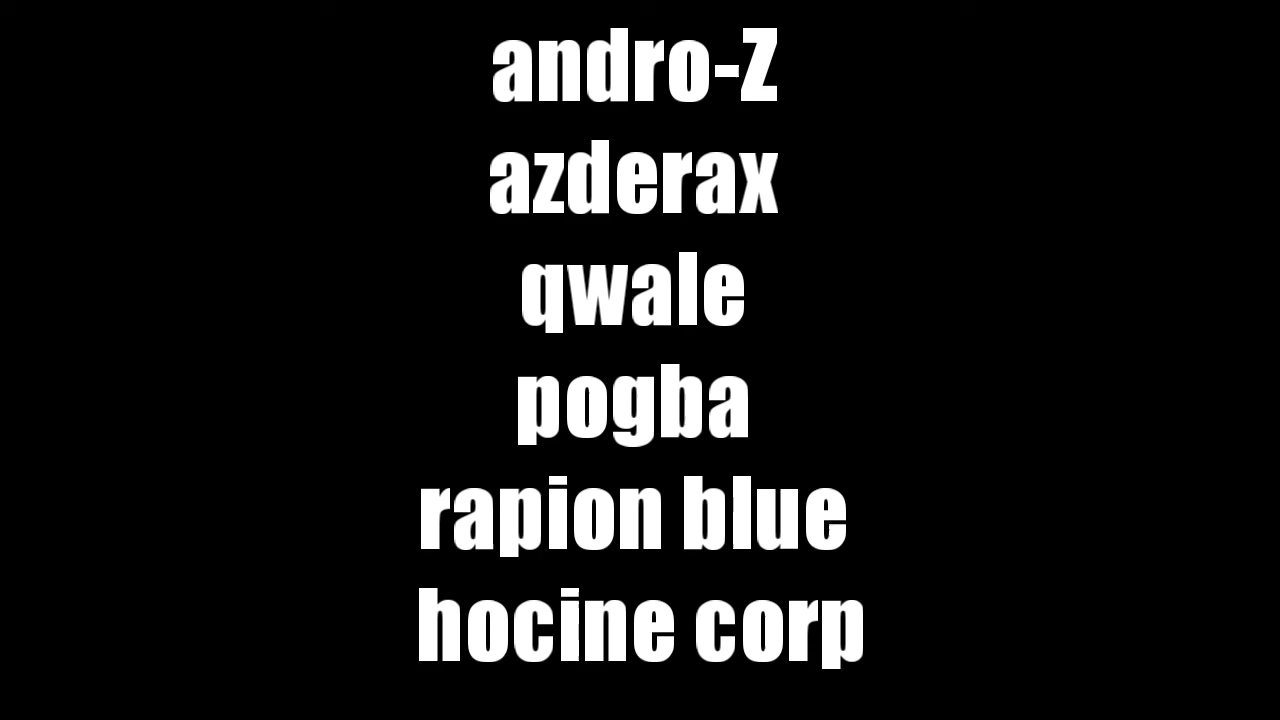 andro-Z
azderax
qwale
pogba
rapion blue
hocine corp